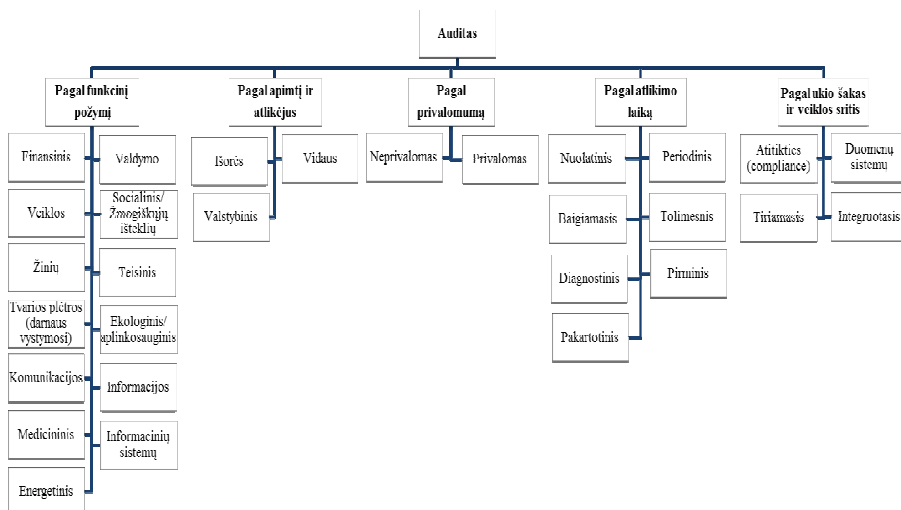 Auditas
Pagal funkcinį
požymį
Pagal apimtį ir
atlikėjus
Pagal
privalomumą
Pagal atlikimo
laiką
Pagal ukio šakas
ir veiklos sritis
Finansinis
Valdymo
Veiklos
Socialinis/
Žmogiškųjų
išteklių
Žinių
Teisinis
Tvarios plėtros
(darnaus
vystymosi)
Ekologinis/
aplinkosauginis
Komunikacijos
Informacijos
Medicininis
Informacinių
sistemų
Energetinis
Išorės
Vidaus
Valstybinis
Neprivalomas
Privalomas
Nuolatinis
Periodinis
Baigiamasis
Tolimesnis
Diagnostinis
Pirminis
Pakartotinis
Atitikties
(compliance)
Duomenų
sistemų
Tiriamasis
Integruotasis